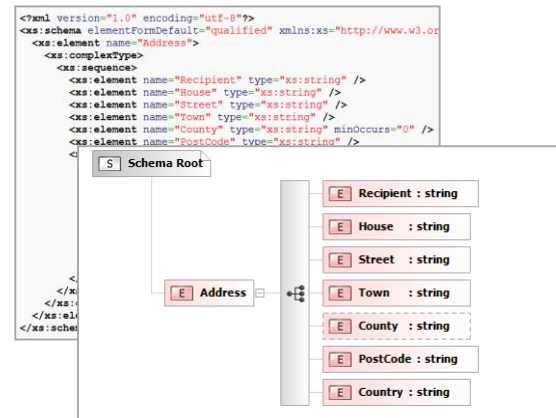 <?xml version="1.0" encoding="utf-8"?>
<xs:schema elementFormDefault="qualified" xmlns:xs="http://www.w3.or
<xs:element name="Address">
<xs:complexType>
<xs:sequence>
<xs:element name="Recipient" type="xs:string" />
<xs:element name="House" type="xs:string" />
<xs:element name="Street" type="xs:string" />
<xs:element name="Town" type="xs:string" />
<xs:element name="County" type="xs:string" minOccurs="0" />
<xs:element name="PostCode" type="xs:string" />
</xs:schem
S Schema Root
E Address
E Recipient : string
E House : string
E Street : string
E Town : string
E County : string
E PostCode : string
E Country : string